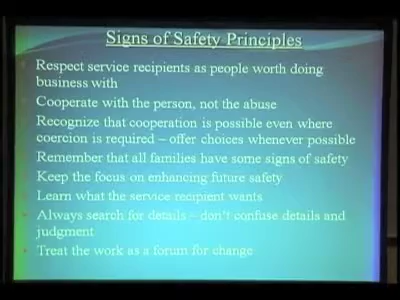 Signs of Safety Principles
Respect service recipients as people worth doing
business with
Cooperate with the person, not the abuse
Recognize that cooperation is possible even where
coercion is required – offer choices whenever possible
Remember that all families have some signs of safety
Keep the focus on enhancing future safety
Learn what the service recipient wants
Always search for details – don't confuse details and
judgment
Treat the work as a forum for change